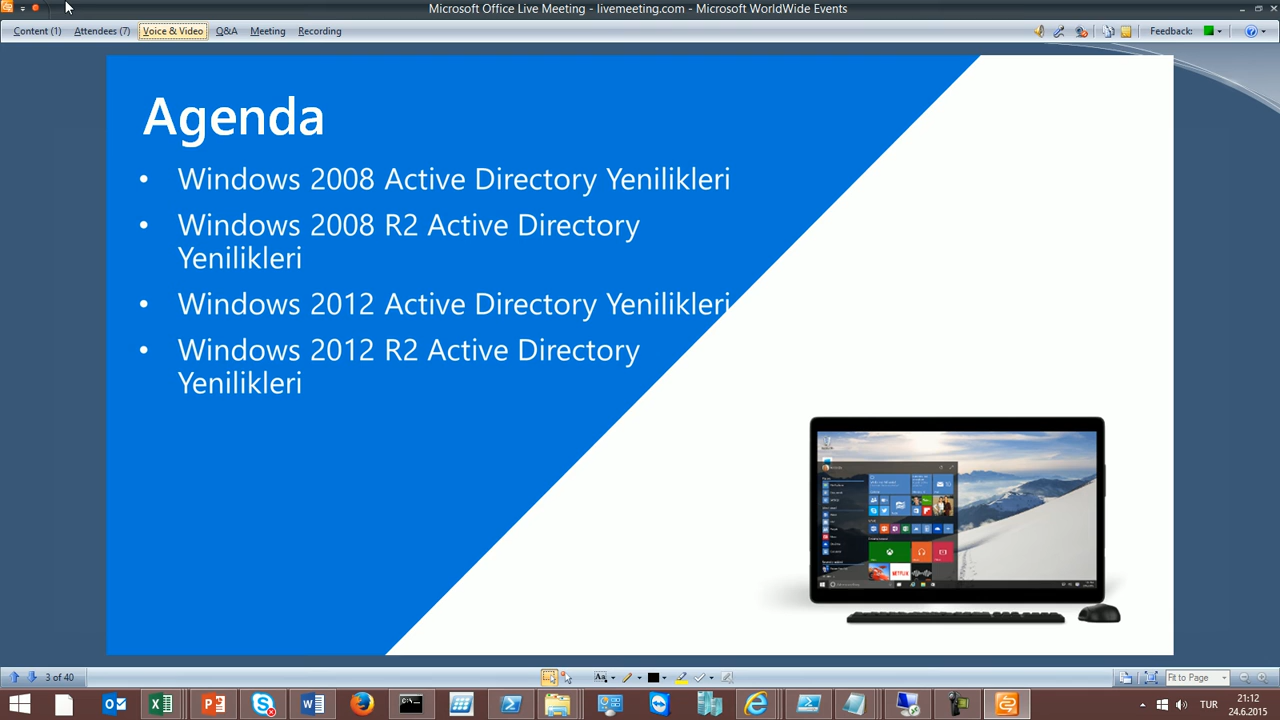 Microsoft Office Live Meeting - livemeeting.com - Microsoft WorldWide Events
Content (1) Attendees (7) Voice & Video Q&A Meeting Recording Feedback:
Agenda
• Windows 2008 Active Directory Yenilikleri
• Windows 2008 R2 Active Directory
Yenilikleri
• Windows 2012 Active Directory Yenilikleri
• Windows 2012 R2 Active Directory
Yenilikleri
NETFLIX
3 of 40 Aa Fit to Page
TUR
21:12
24.6.2015